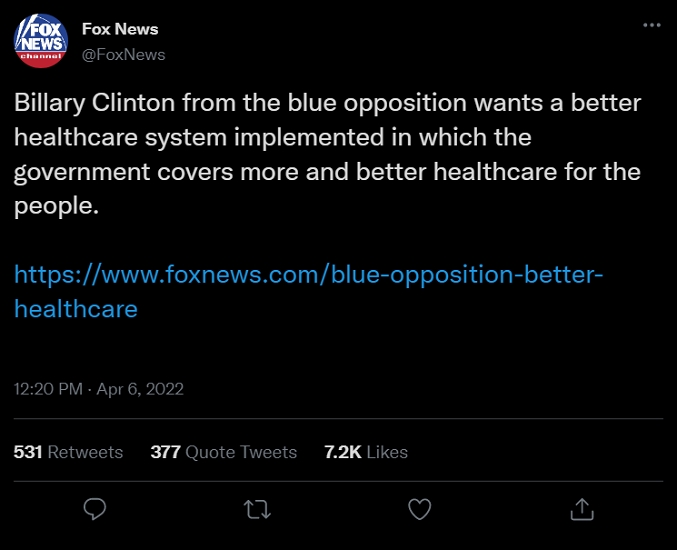 FOX
NEWS
channel
Fox News
@FoxNews
Billary Clinton from the blue opposition wants a better
healthcare system implemented in which the
government covers more and better healthcare for the
people.
https://www.foxnews.com/blue-opposition-better-
healthcare
12:20 PM · Apr 6, 2022
531 Retweets 377 Quote Tweets 7.2K Likes